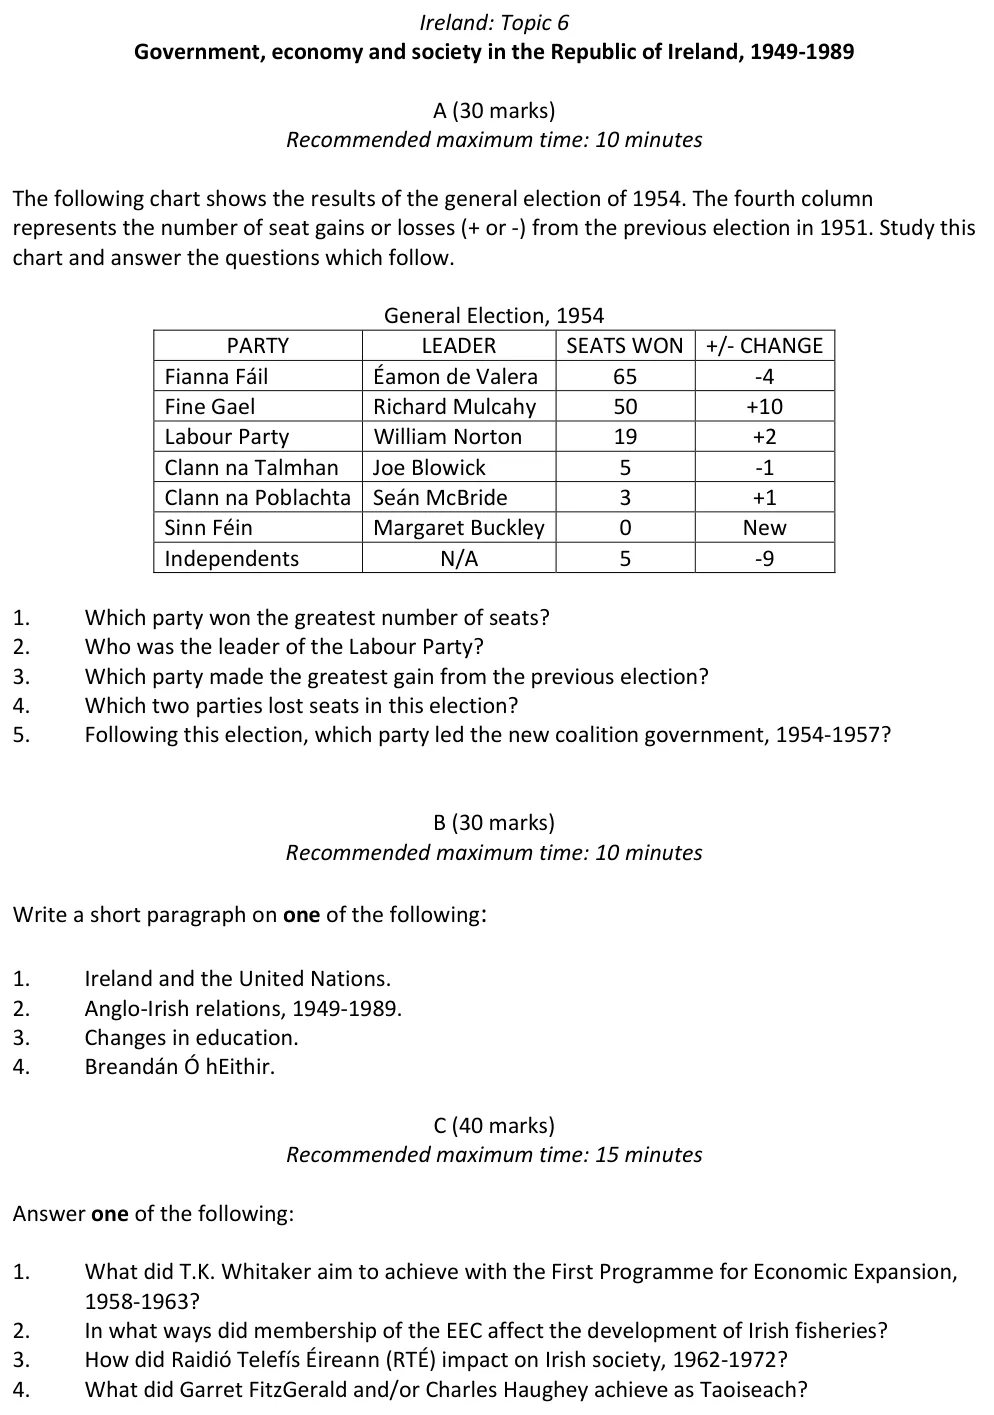 Ireland: Topic 6
Government, economy and society in the Republic of Ireland, 1949-1989
A (30 marks)
Recommended maximum time: 10 minutes
The following chart shows the results of the general election of 1954. The fourth column
represents the number of seat gains or losses (+ or -) from the previous election in 1951. Study this
chart and answer the questions which follow.
General Election, 1954
PARTY LEADER SEATS WON +/- CHANGE
Fianna Fáil Éamon de Valera 65 -4
Fine Gael Richard Mulcahy 50 +10
Labour Party William Norton 19 +2
Clann na Talmhan Joe Blowick 5 -1
Clann na Poblachta Seán McBride 3 +1
Sinn Féin Margaret Buckley 0 New
Independents N/A 5 -9
1. Which party won the greatest number of seats?
2. Who was the leader of the Labour Party?
3. Which party made the greatest gain from the previous election?
4. Which two parties lost seats in this election?
5. Following this election, which party led the new coalition government, 1954-1957?
B (30 marks)
Recommended maximum time: 10 minutes
Write a short paragraph on one of the following:
1. Ireland and the United Nations.
2. Anglo-Irish relations, 1949-1989.
3. Changes in education.
4. Breandán Ó hEithir.
C (40 marks)
Recommended maximum time: 15 minutes
Answer one of the following:
1. What did T.K. Whitaker aim to achieve with the First Programme for Economic Expansion,
1958-1963?
2. In what ways did membership of the EEC affect the development of Irish fisheries?
3. How did Raidió Telefís Éireann (RTÉ) impact on Irish society, 1962-1972?
4. What did Garret FitzGerald and/or Charles Haughey achieve as Taoiseach?